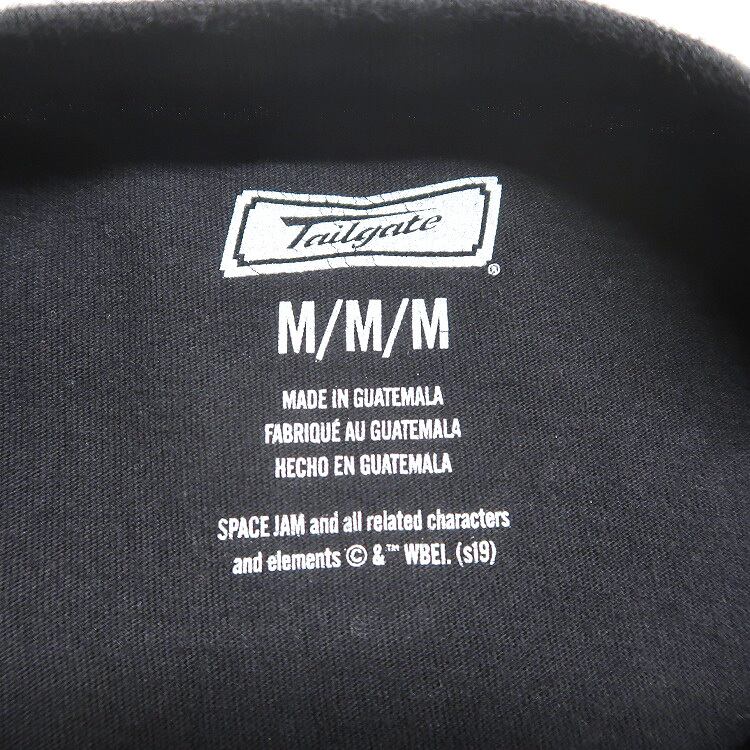 Tailgate
®
M/M/M
MADE IN GUATEMALA
FABRIQUÉ AU GUATEMALA
HECHO EN GUATEMALA
SPACE JAM and all related characters
and elements © & ™ WBEI. (s19)